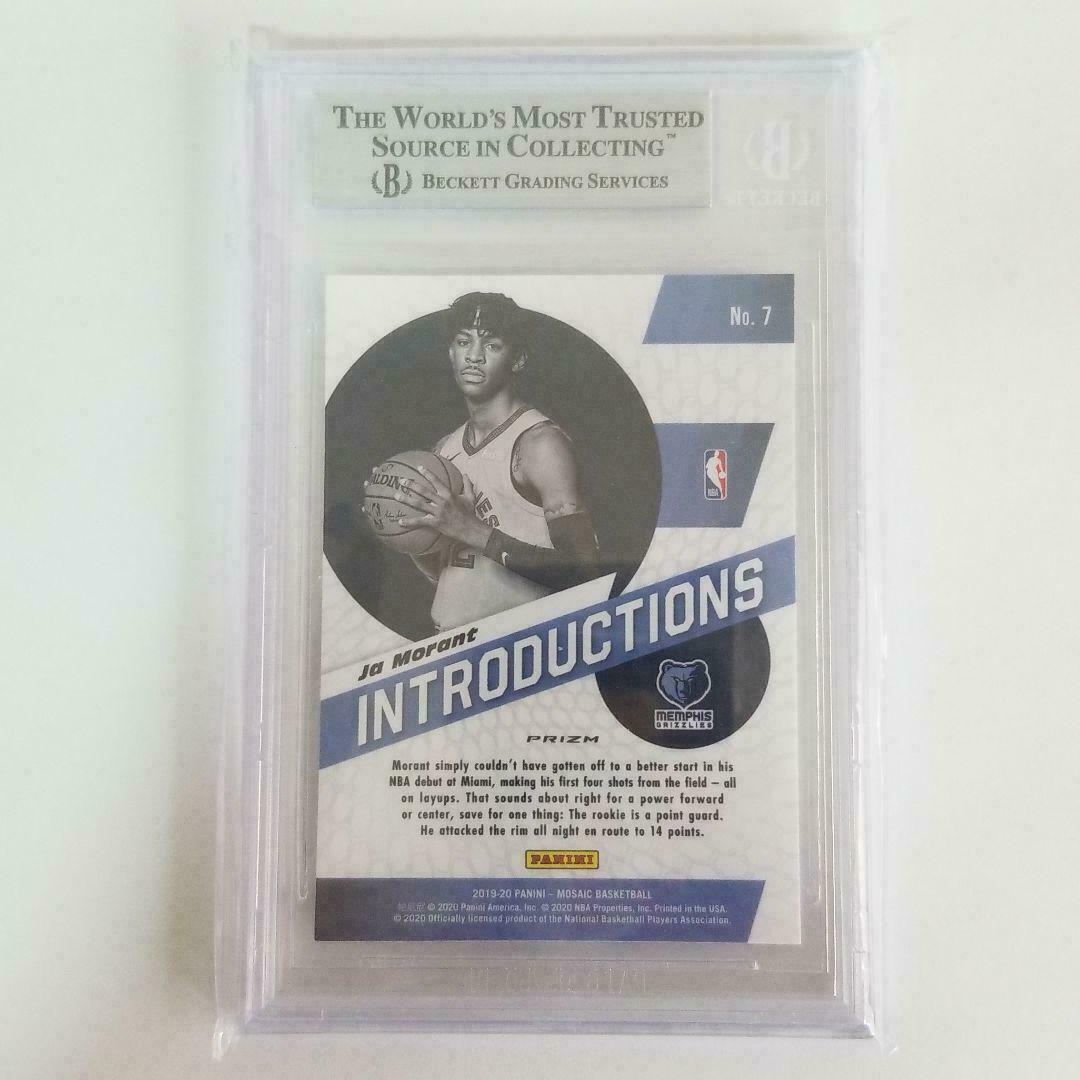 THE WORLD'S MOST TRUSTED
SOURCE IN COLLECTING™
B BECKETT GRADING SERVICES
B
BECKETT
No. 7
NBA
SPALDING
Ja Morant
INTRODUCTIONS
MEMPHIS
GRIZZLIES
PRIZM
Morant simply couldn't have gotten off to a better start in his
NBA debut at Miami, making his first four shots from the field – all
on layups. That sounds about right for a power forward
or center, save for one thing: The rookie is a point guard.
He attacked the rim all night en route to 14 points.
PANINI
2019-20 PANINI – MOSAIC BASKETBALL
© 2020 Panini America, Inc. © 2020 NBA Properties, Inc. Printed in the USA.
© 2020 Officially licensed product of the National Basketball Players Association.